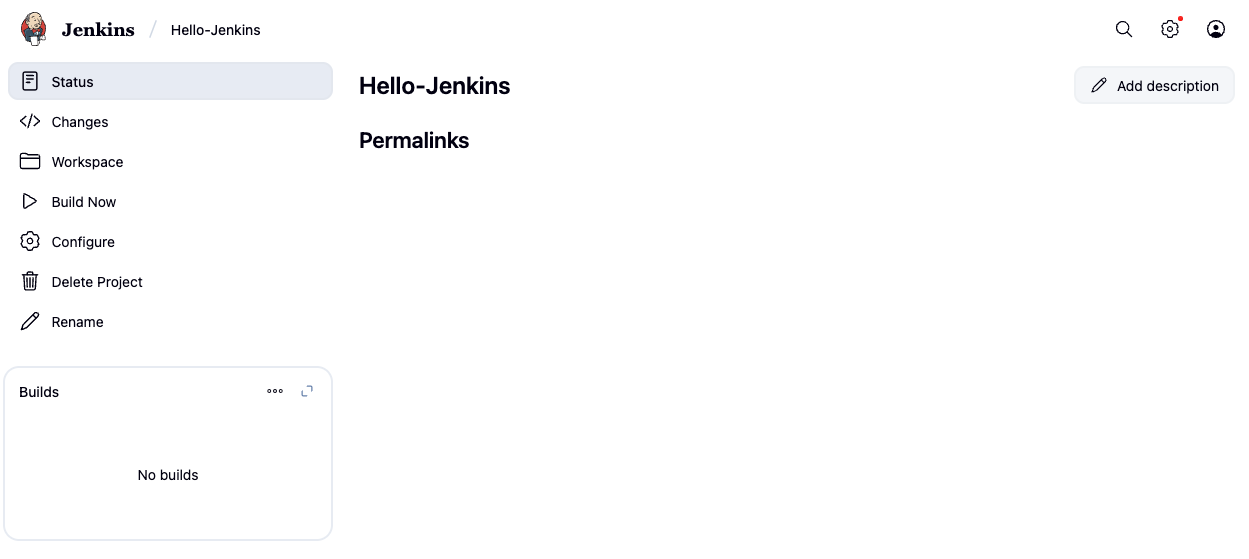 Jenkins / Hello-Jenkins
Status
Changes
Workspace
Build Now
Configure
Delete Project
Rename
Builds
No builds
Hello-Jenkins
Add description
Permalinks